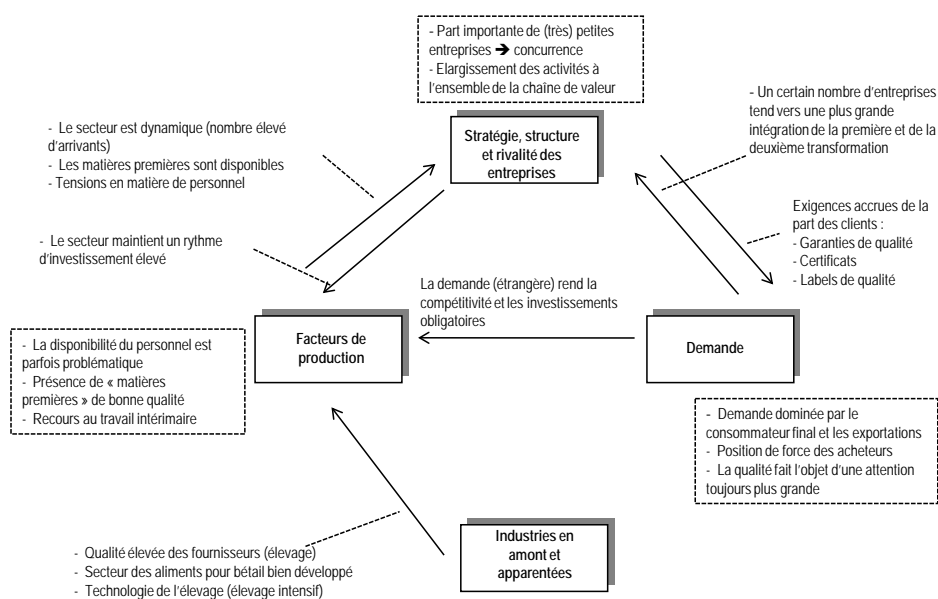 - Part importante de (très) petites
entreprises ➔ concurrence
- Elargissement des activités à
l'ensemble de la chaîne de valeur
Stratégie, structure
et rivalité des
entreprises
- Un certain nombre d'entreprises
tend vers une plus grande
intégration de la première et de la
deuxième transformation
- Le secteur est dynamique (nombre élevé
d'arrivants)
- Les matières premières sont disponibles
- Tensions en matière de personnel
- Le secteur maintient un rythme
d'investissement élevé
Exigences accrues de la
part des clients :
- Garanties de qualité
- Certificats
- Labels de qualité
La demande (étrangère) rend la
compétitivité et les investissements
obligatoires
Facteurs de
production
Demande
- La disponibilité du personnel est
parfois problématique
- Présence de « matières
premières » de bonne qualité
- Recours au travail intérimaire
- Demande dominée par le
consommateur final et les exportations
- Position de force des acheteurs
- La qualité fait l'objet d'une attention
toujours plus grande
Industries en
amont et
apparentées
- Qualité élevée des fournisseurs (élevage)
- Secteur des aliments pour bétail bien développé
- Technologie de l'élevage (élevage intensif)